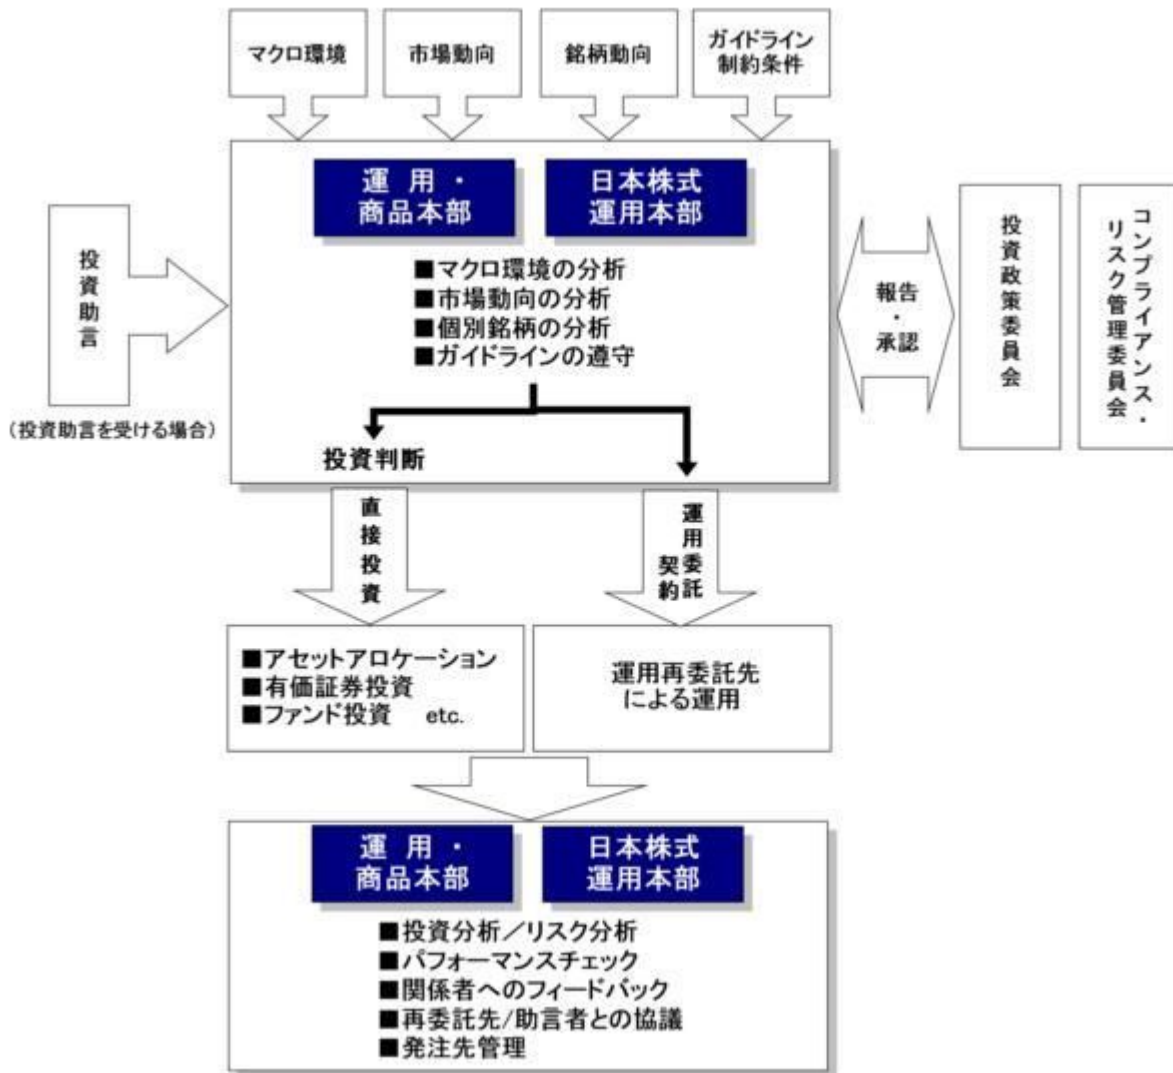 マクロ環境
市場動向
銘柄動向
ガイドライン
制約条件
運 用 ・
商品本部
日本株式
運用本部
■マクロ環境の分析
■市場動向の分析
■個別銘柄の分析
■ガイドラインの遵守
投資助言
(投資助言を受ける場合)
報告
・
承認
投資政策委員会
コンプライアンス・
リスク管理委員会
投資判断
直接投資
運用委託
契約
■アセットアロケーション
■有価証券投資
■ファンド投資 etc.
運用再委託先
による運用
運 用 ・
商品本部
日本株式
運用本部
■投資分析／リスク分析
■パフォーマンスチェック
■関係者へのフィードバック
■再委託先/助言者との協議
■発注先管理